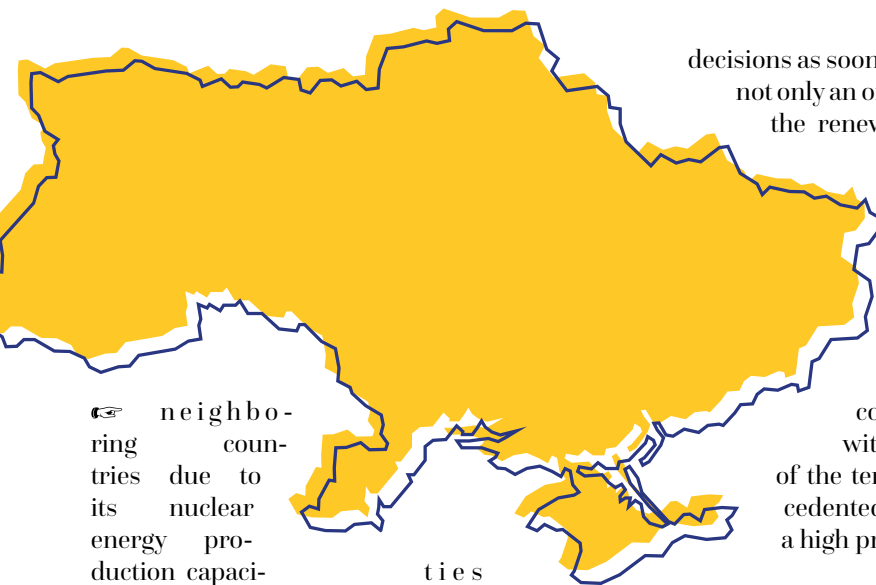 decisions as soon
not only an o
the renev
☞ neighbo-
ring coun-
tries due to
its nuclear
energy pro-
duction capaci-
ties
co
wit
of the ter
cedented
a high pr